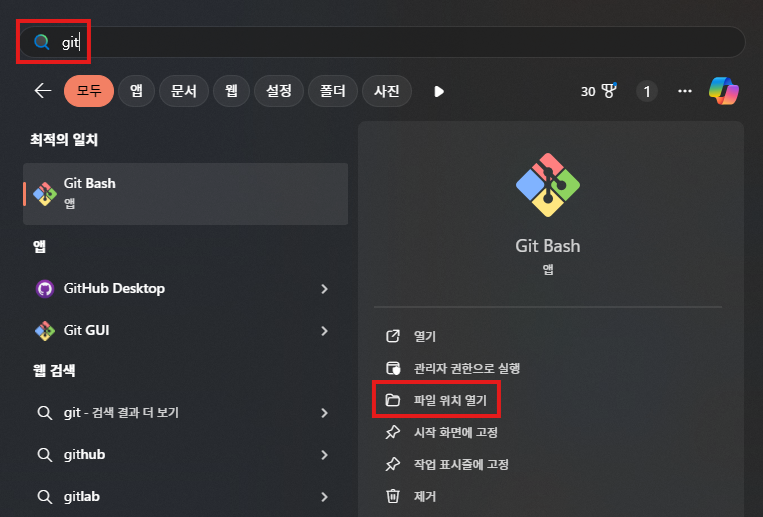 git
모두 앱 문서 웹 설정 폴더 사진 30 1 ...
최적의 일치
Git Bash
앱
앱
GitHub Desktop
Git GUI
웹 검색
git - 검색 결과 더 보기
github
gitlab
Git Bash
앱
열기
관리자 권한으로 실행
파일 위치 열기
시작 화면에 고정
작업 표시줄에 고정
제거